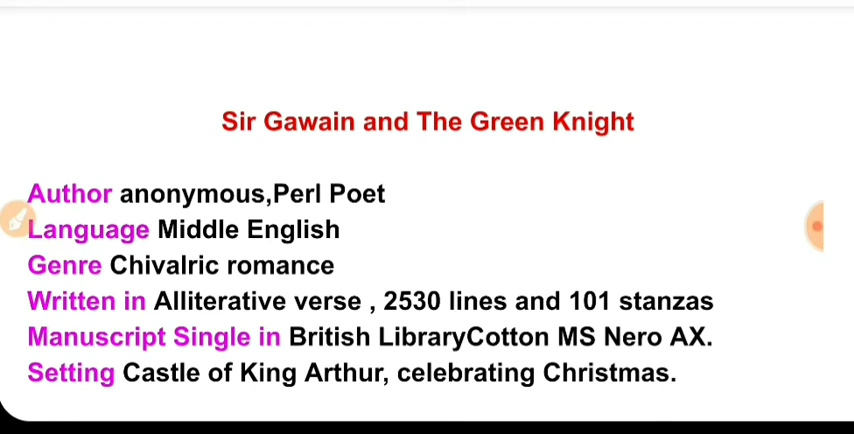 Sir Gawain and The Green Knight
Author anonymous,Perl Poet
Language Middle English
Genre Chivalric romance
Written in Alliterative verse , 2530 lines and 101 stanzas
Manuscript Single in British LibraryCotton MS Nero AX.
Setting Castle of King Arthur, celebrating Christmas.